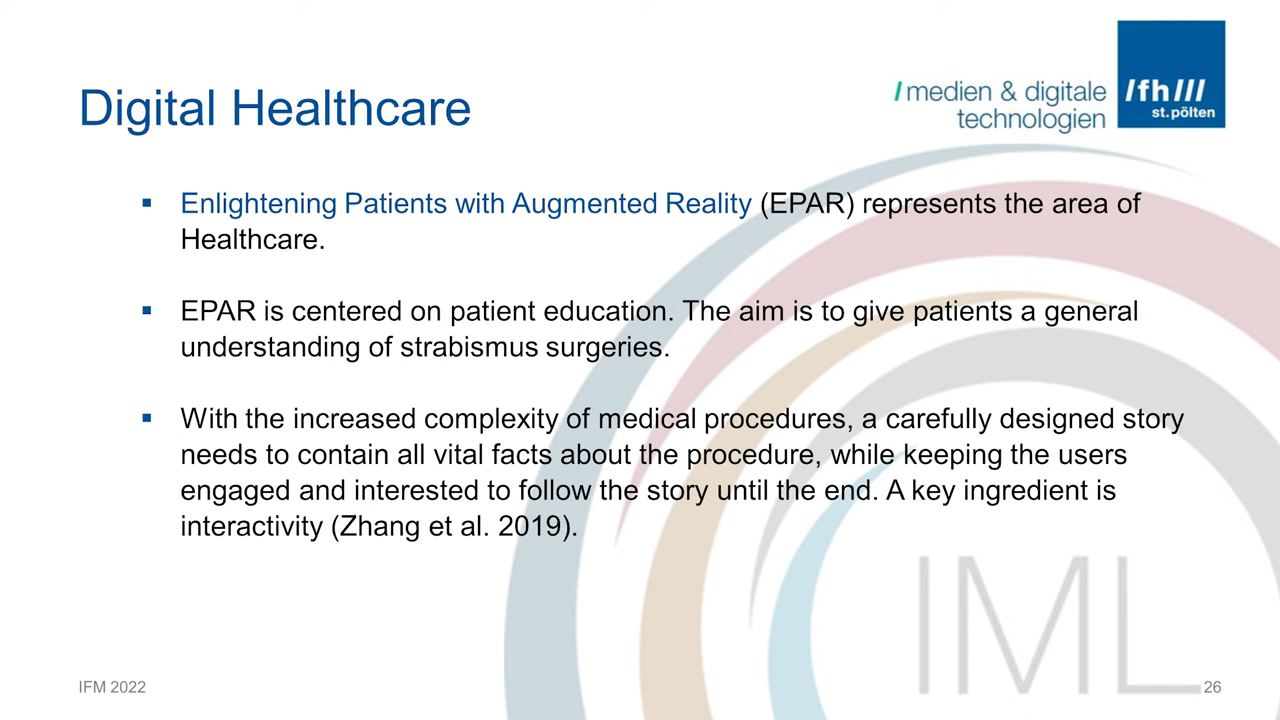 / medien & digitale
technologien
/fh///
st.pölten
Digital Healthcare
▪ Enlightening Patients with Augmented Reality (EPAR) represents the area of
Healthcare.
▪ EPAR is centered on patient education. The aim is to give patients a general
understanding of strabismus surgeries.
▪ With the increased complexity of medical procedures, a carefully designed story
needs to contain all vital facts about the procedure, while keeping the users
engaged and interested to follow the story until the end. A key ingredient is
interactivity (Zhang et al. 2019).
IML
IFM 2022
26